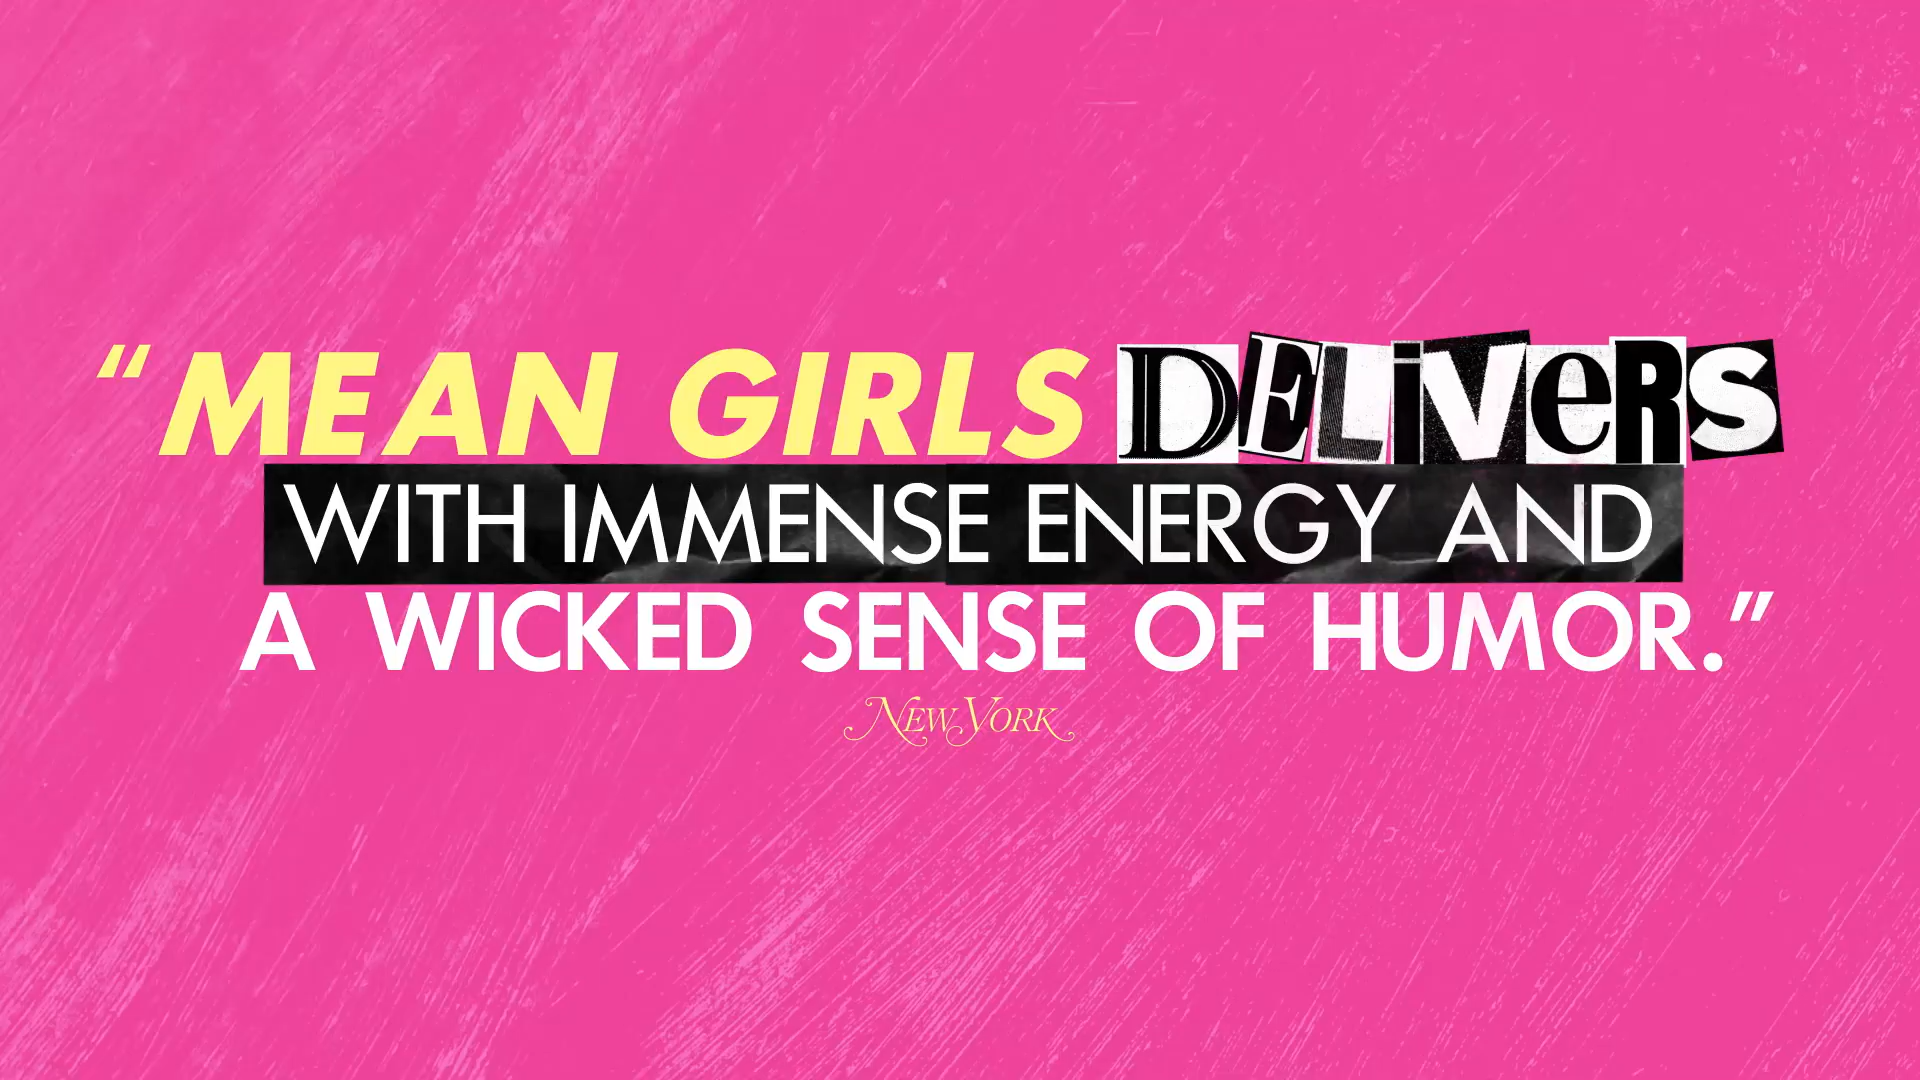 “MEAN GIRLS DELiVeRS
WITH IMMENSE ENERGY AND
A WICKED SENSE OF HUMOR.”
NEW YORK